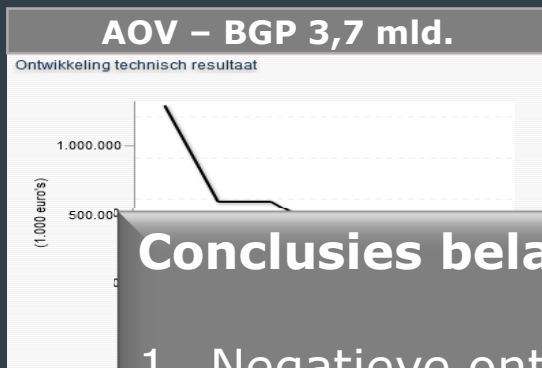 AOV – BGP 3,7 mld.
Ontwikkeling technisch resultaat
1.000.000
(1.000 euro's)
500.00
Conclusies bela
1. Negatieve ont